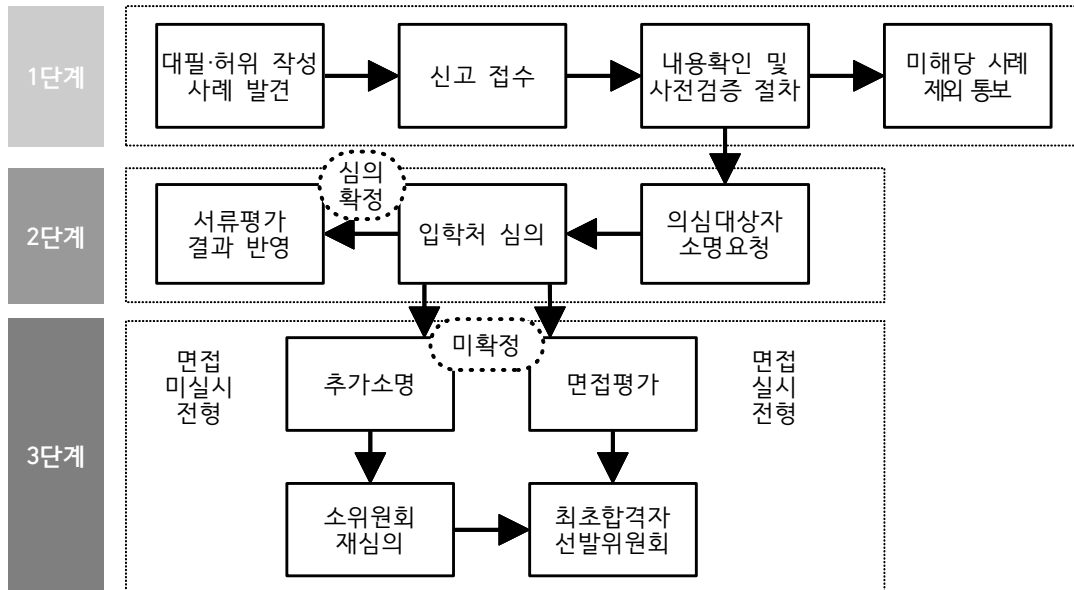 1단계
대필·허위 작성
사례 발견
신고 접수
내용확인 및
사전검증 절차
미해당 사례
제외 통보
2단계
심의
확정
서류평가
결과 반영
입학처 심의
의심대상자
소명요청
3단계
미확정
면접
미실시
전형
추가소명
면접평가
면접
실시
전형
소위원회
재심의
최초합격자
선발위원회